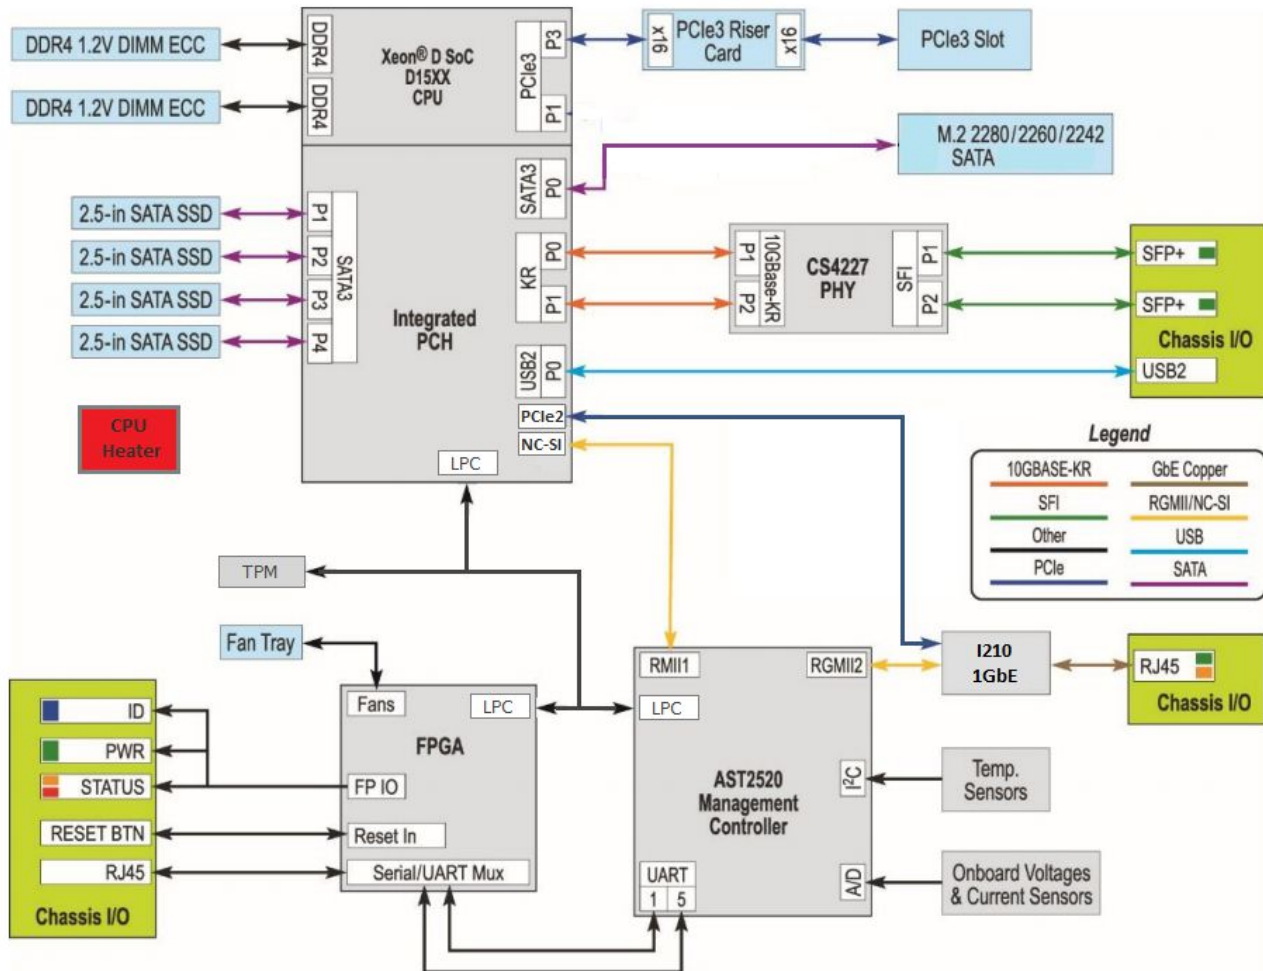 DDR4 1.2V DIMM ECC
DDR4 1.2V DIMM ECC
DDR4
DDR4
Xeon® D SoC
D15XX
CPU
PCIe3
P3
P1
x16
PCIe3 Riser
Card
x16
PCIe3 Slot
M.2 2280/2260/2242
SATA
SATA3
P0
2.5-in SATA SSD
2.5-in SATA SSD
2.5-in SATA SSD
2.5-in SATA SSD
P1
P2
P3
P4
SATA3
Integrated
PCH
KR
P0
P1
P1
P2
10GBase-KR
CS4227
PHY
SFI
P1
P2
SFP+
SFP+
Chassis I/O
USB2
USB2
P0
PCIe2
NC-SI
LPC
CPU
Heater
Legend
10GBASE-KR
GbE Copper
SFI
RGMII/NC-SI
Other
USB
PCIe
SATA
TPM
Fan Tray
RMII1
RGMII2
I210
1GbE
RJ45
Chassis I/O
Fans
LPC
LPC
FPGA
FP IO
Reset In
Serial/UART Mux
ID
PWR
STATUS
RESET BTN
RJ45
Chassis I/O
AST2520
Management
Controller
I²C
Temp.
Sensors
UART
1 5
A/D
Onboard Voltages
& Current Sensors